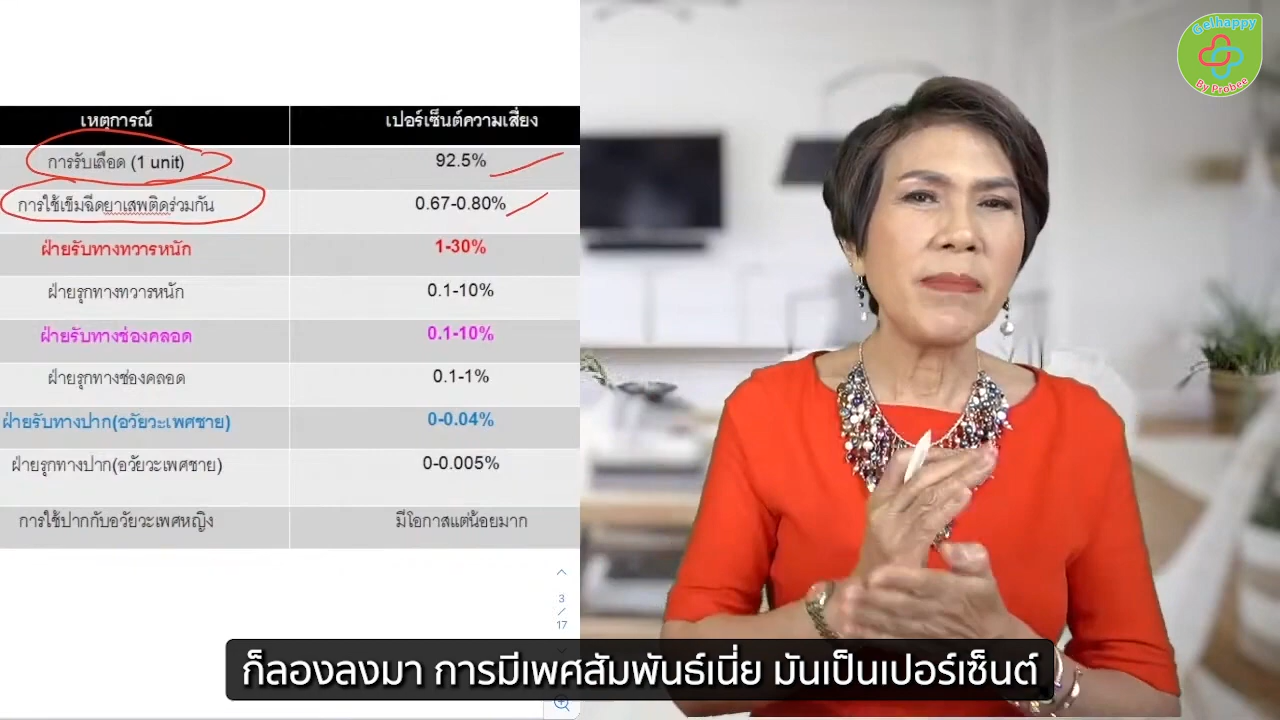 Gelhappy
By Probee
เหตุการณ์ เปอร์เซ็นต์ความเสี่ยง
การรับเลือด (1 unit) 92.5%
การใช้เข็มฉีดยาเสพติดร่วมกัน 0.67-0.80%
ฝ่ายรับทางทวารหนัก 1-30%
ฝ่ายรุกทางทวารหนัก 0.1-10%
ฝ่ายรับทางช่องคลอด 0.1-10%
ฝ่ายรุกทางช่องคลอด 0.1-1%
ฝ่ายรับทางปาก(อวัยวะเพศชาย) 0-0.04%
ฝ่ายรุกทางปาก(อวัยวะเพศชาย) 0-0.005%
การใช้ปากกับอวัยวะเพศหญิง มีโอกาสแต่น้อยมาก
3
/
17
ก็ลองลงมา การมีเพศสัมพันธ์เนี่ย มันเป็นเปอร์เซ็นต์